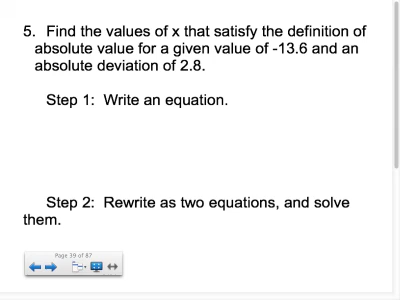 5. Find the values of x that satisfy the definition of
absolute value for a given value of -13.6 and an
absolute deviation of 2.8.
Step 1: Write an equation.
Step 2: Rewrite as two equations, and solve
them.
Page 39 of 87